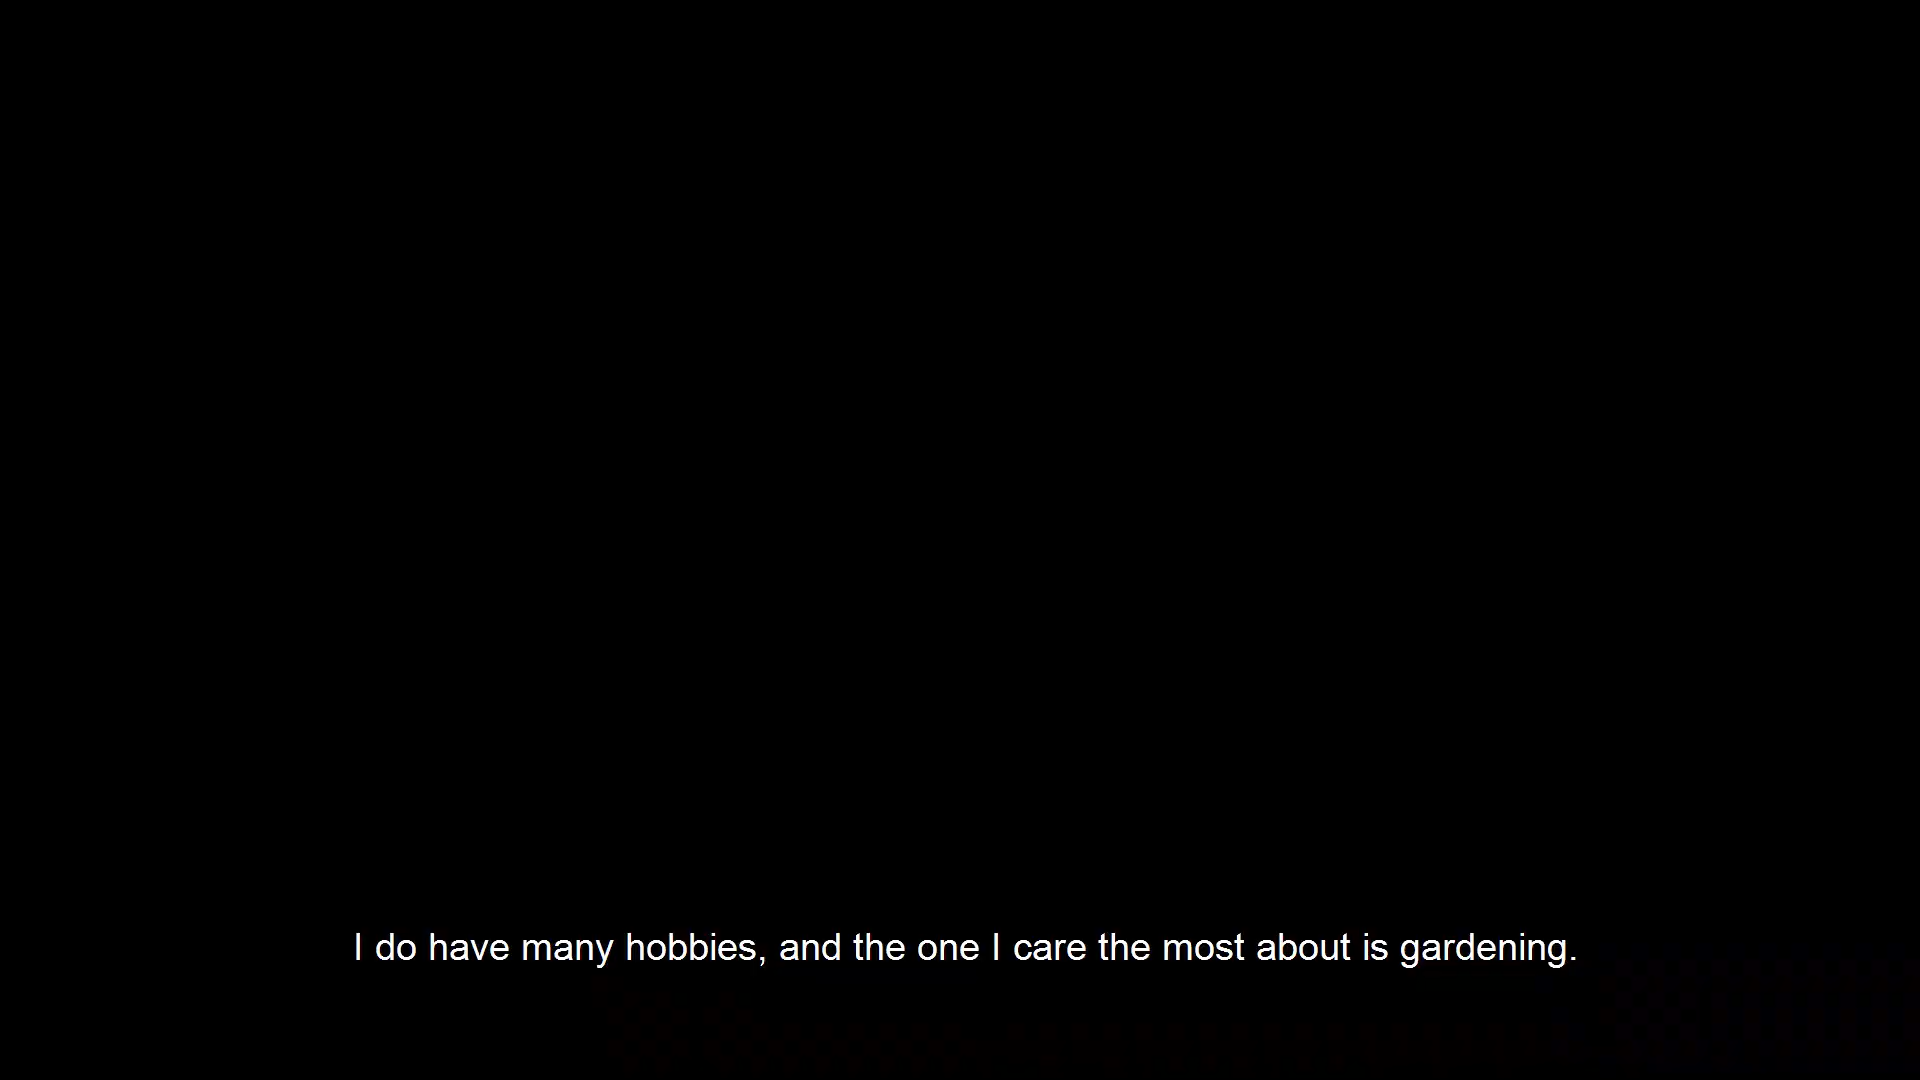 I do have many hobbies, and the one I care the most about is gardening.